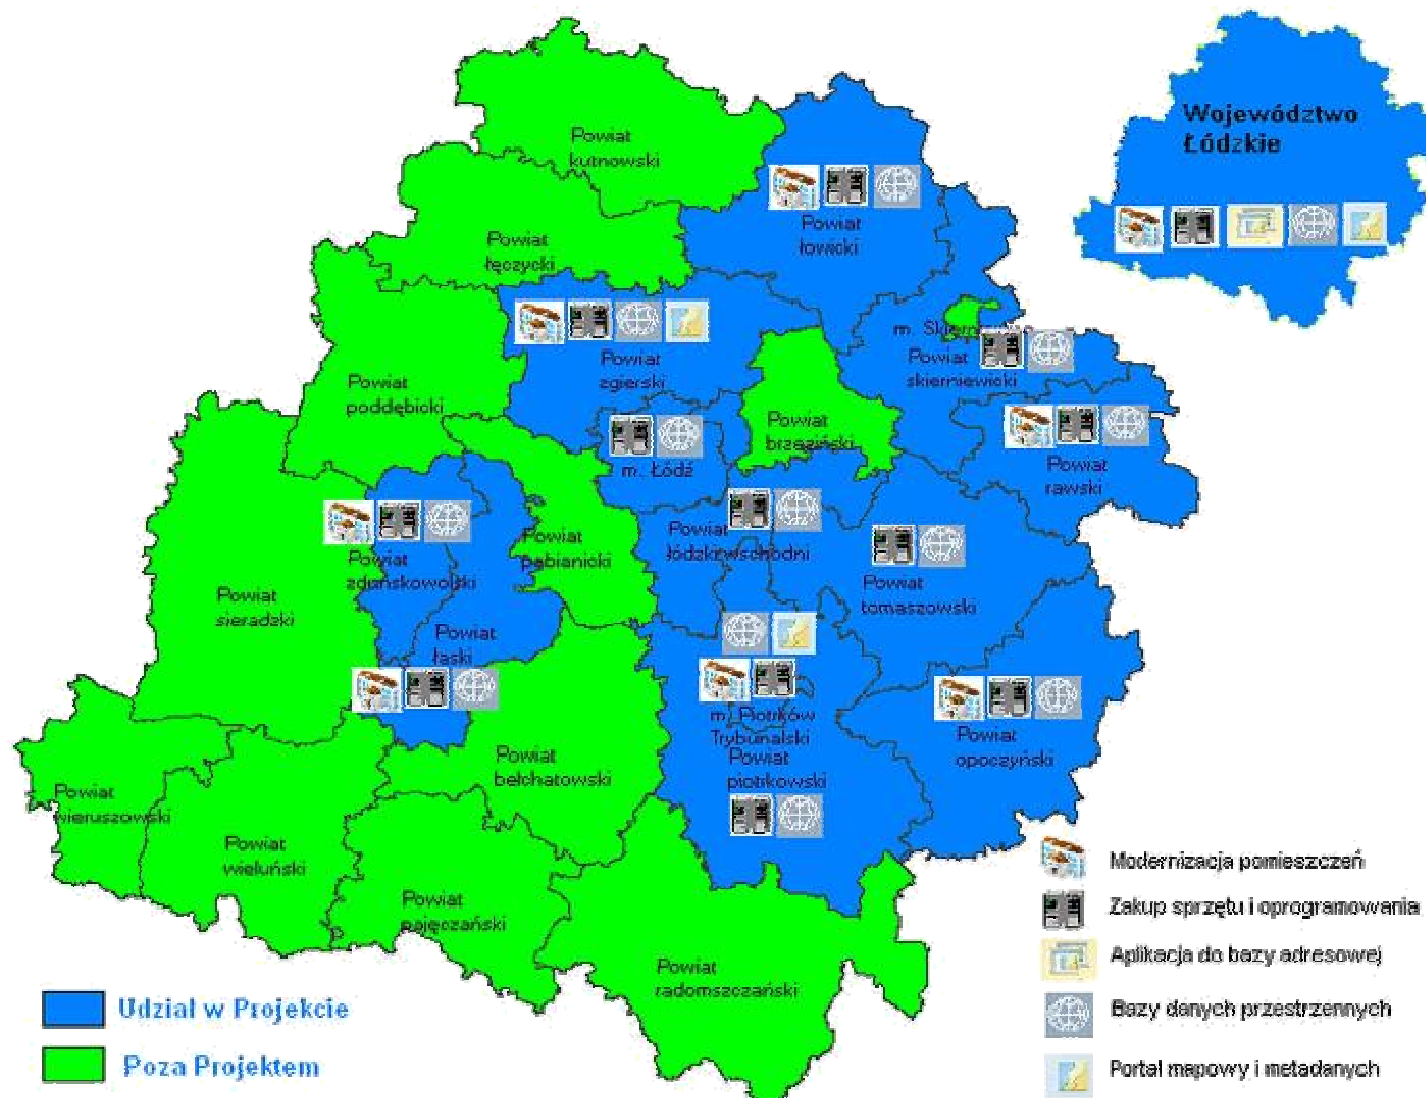 Województwo
Łódzkie
Powiat
kutnowski
Powiat
łęczycki
Powiat
łowicki
Powiat
zgierski
m.
Powiat
skierniewicki
Powiat
poddębicki
Powiat
brzeziński
m. Łódź
Powiat
rawski
Powiat
zduńskowolski
Powiat
pabianicki
Powiat
łódzki wschodni
Powiat
tomaszowski
Powiat
sieradzki
Powiat
łaski
m. Piotrków
Trybunalski
Powiat
piotrkowski
Powiat
opoczyński
Powiat
bełchatowski
Powiat
wieruszowski
Powiat
wieluński
Powiat
pajęczański
Powiat
radomszczański
Udział w Projekcie
Poza Projektem
Modernizacja pomieszczeń
Zakup sprzętu i oprogramowania
Aplikacja do bazy adresowej
Bazy danych przestrzennych
Portal mapowy i metadanych